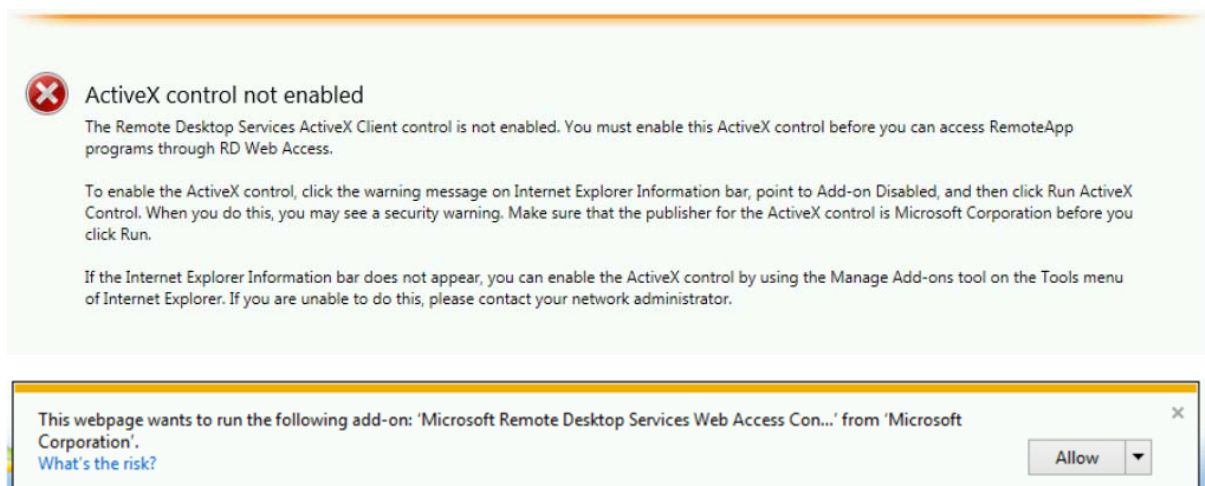 ActiveX control not enabled
The Remote Desktop Services ActiveX Client control is not enabled. You must enable this ActiveX control before you can access RemoteApp
programs through RD Web Access.
To enable the ActiveX control, click the warning message on Internet Explorer Information bar, point to Add-on Disabled, and then click Run ActiveX
Control. When you do this, you may see a security warning. Make sure that the publisher for the ActiveX control is Microsoft Corporation before you
click Run.
If the Internet Explorer Information bar does not appear, you can enable the ActiveX control by using the Manage Add-ons tool on the Tools menu
of Internet Explorer. If you are unable to do this, please contact your network administrator.
This webpage wants to run the following add-on: 'Microsoft Remote Desktop Services Web Access Con...' from 'Microsoft
Corporation'.
What's the risk?
Allow